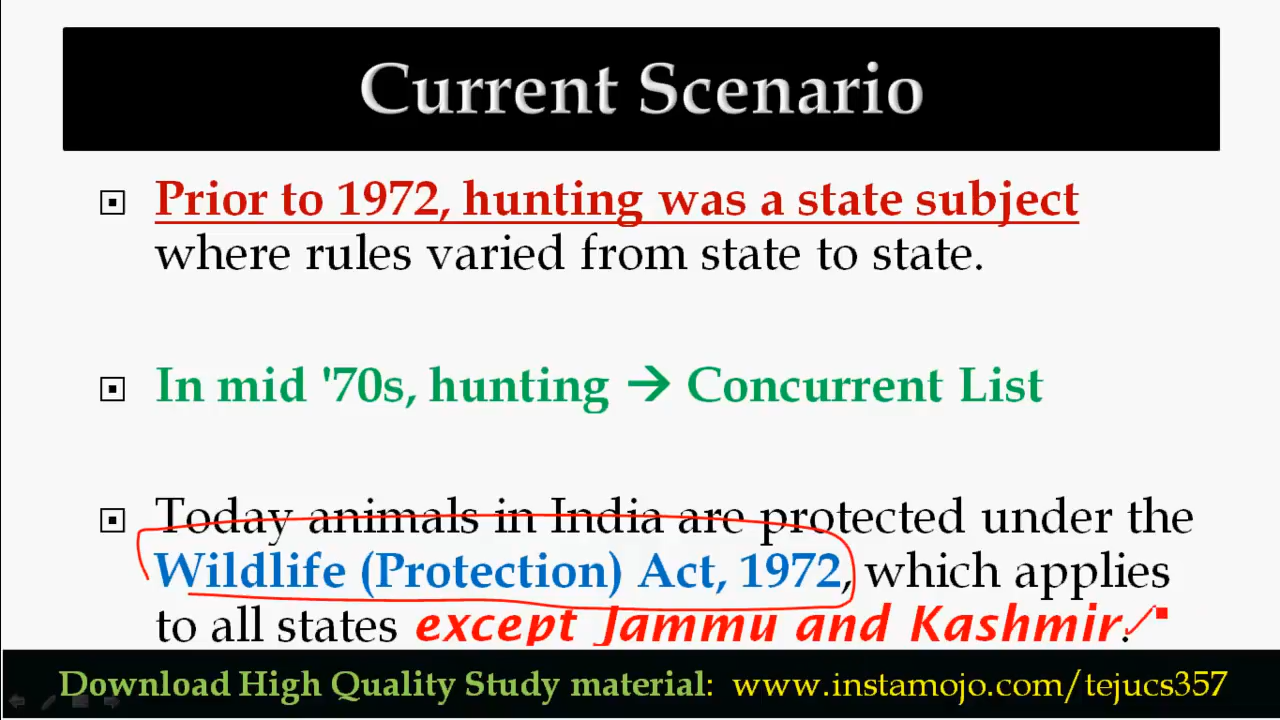 Current Scenario
Prior to 1972, hunting was a state subject
where rules varied from state to state.
In mid '70s, hunting → Concurrent List
Today animals in India are protected under the
Wildlife (Protection) Act, 1972, which applies
to all states except Jammu and Kashmir.
Download High Quality Study material: www.instamojo.com/tejucs357